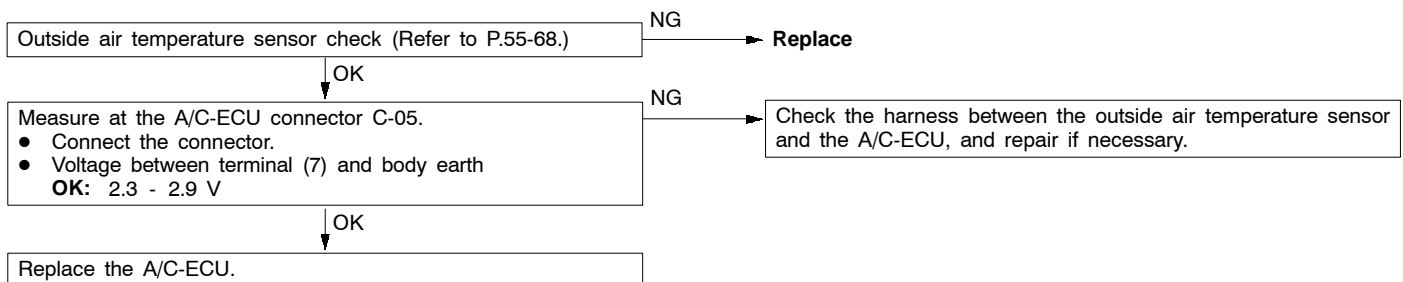 Outside air temperature sensor check (Refer to P.55-68.)
NG
Replace
OK
Measure at the A/C-ECU connector C-05.
● Connect the connector.
● Voltage between terminal (7) and body earth
OK: 2.3 - 2.9 V
NG
Check the harness between the outside air temperature sensor
and the A/C-ECU, and repair if necessary.
OK
Replace the A/C-ECU.